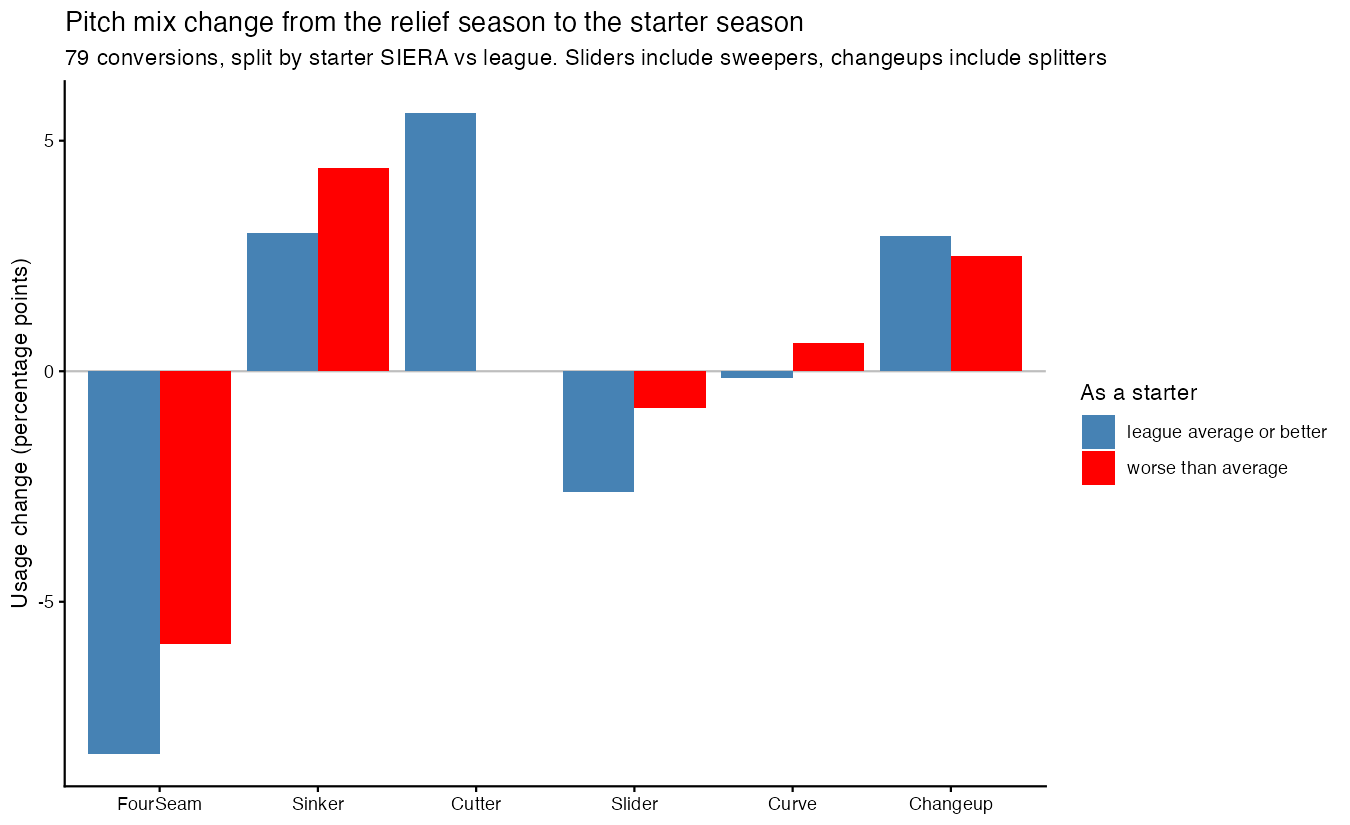 Pitch mix change from the relief season to the starter season
79 conversions, split by starter SIERA vs league. Sliders include sweepers, changeups include splitters
Usage change (percentage points)
5
0
-5
FourSeam
Sinker
Cutter
Slider
Curve
Changeup
As a starter
league average or better
worse than average